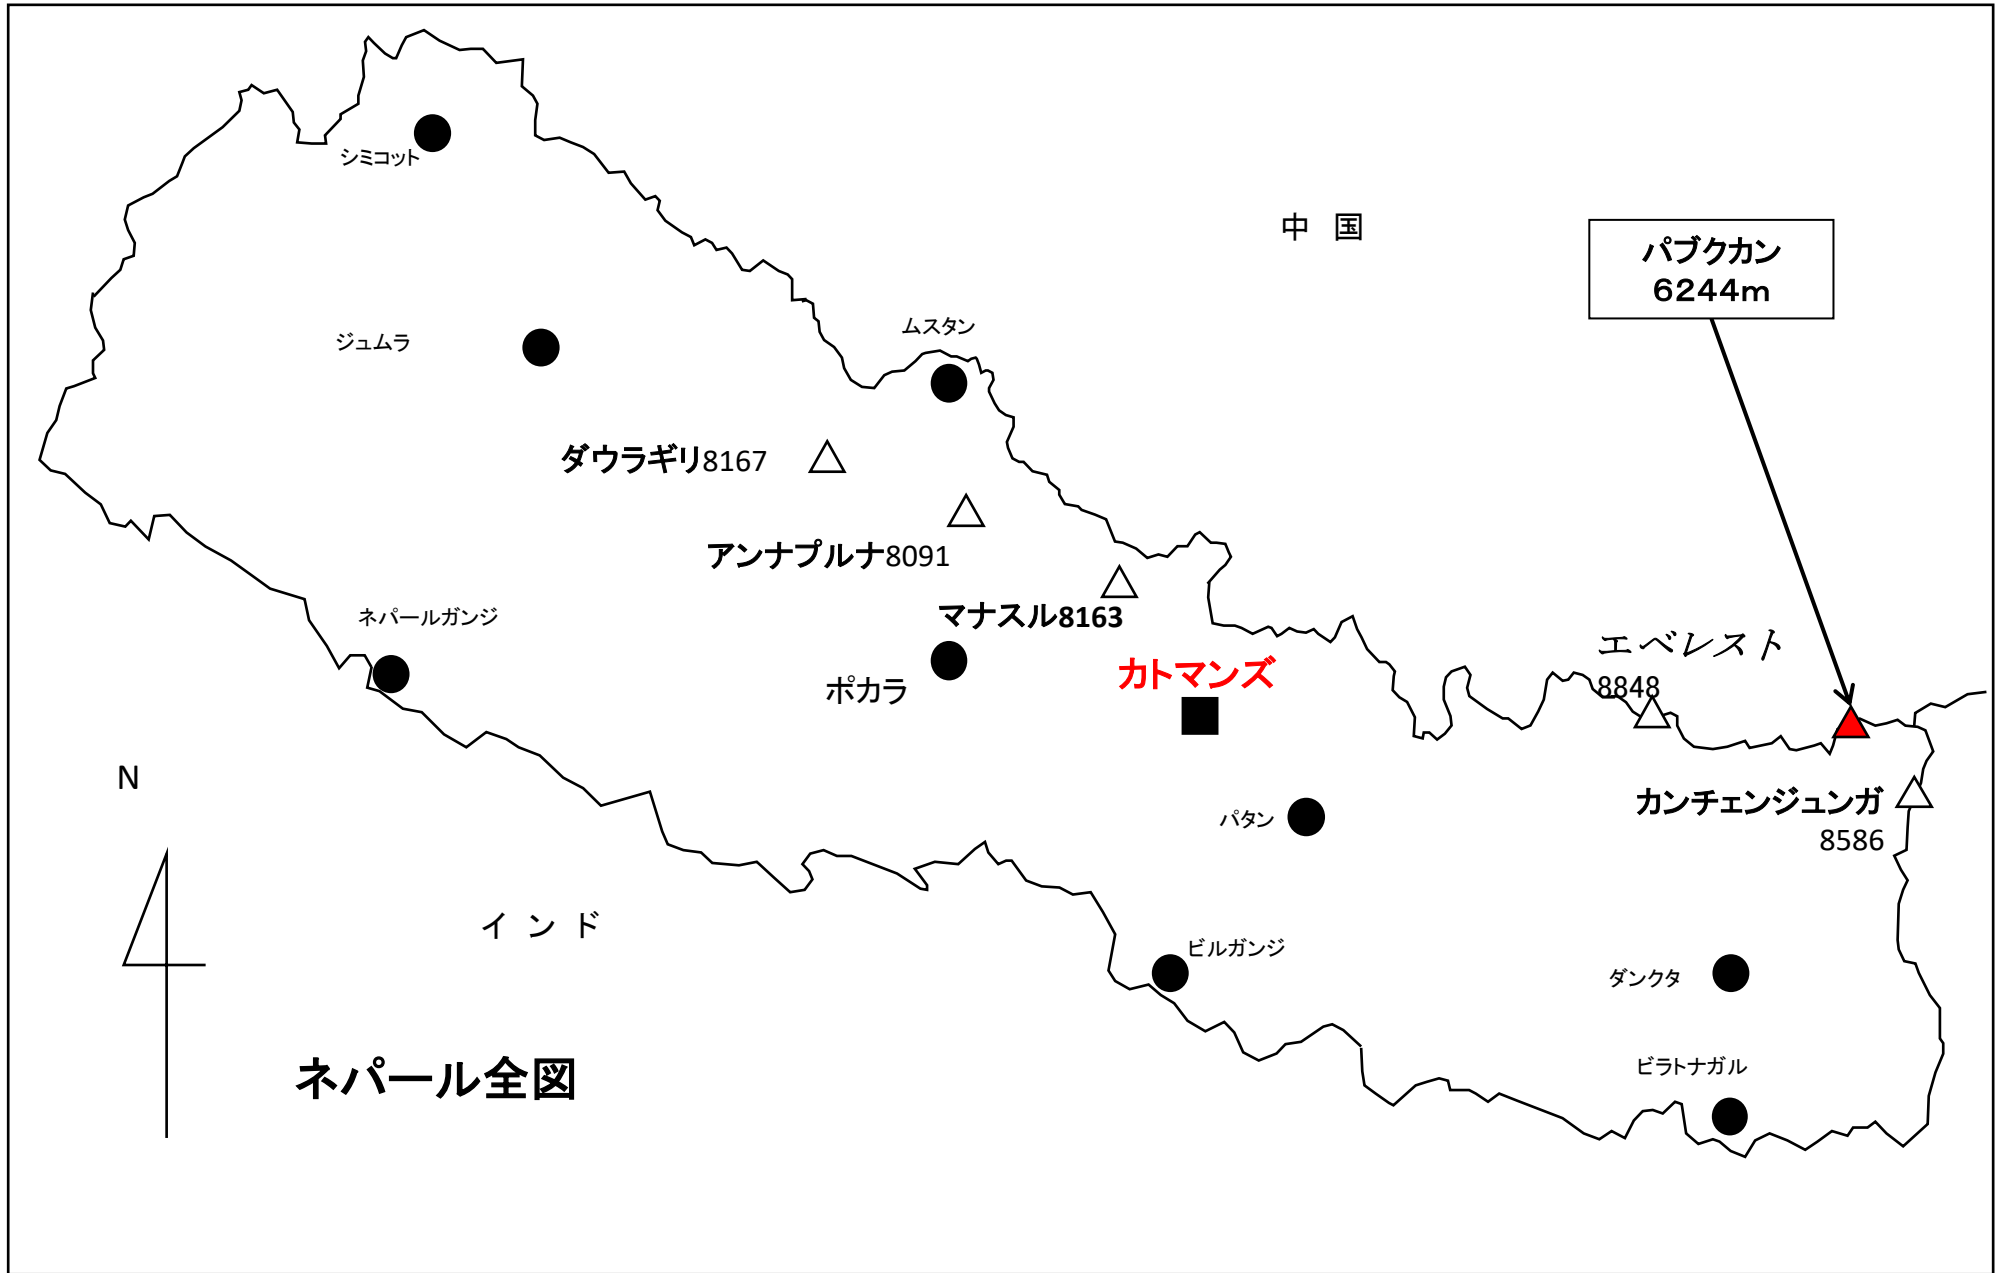 シミコット
中 国
パブクカン
6244m
ムスタン
ジュムラ
ダウラギリ8167
アンナプルナ8091
マナスル8163
ネパールガンジ
エベレスト
8848
カトマンズ
ポカラ
N
カンチェンジュンガ
8586
パタン
インド
ビルガンジ
ダンクタ
ネパール全図
ビラトナガル